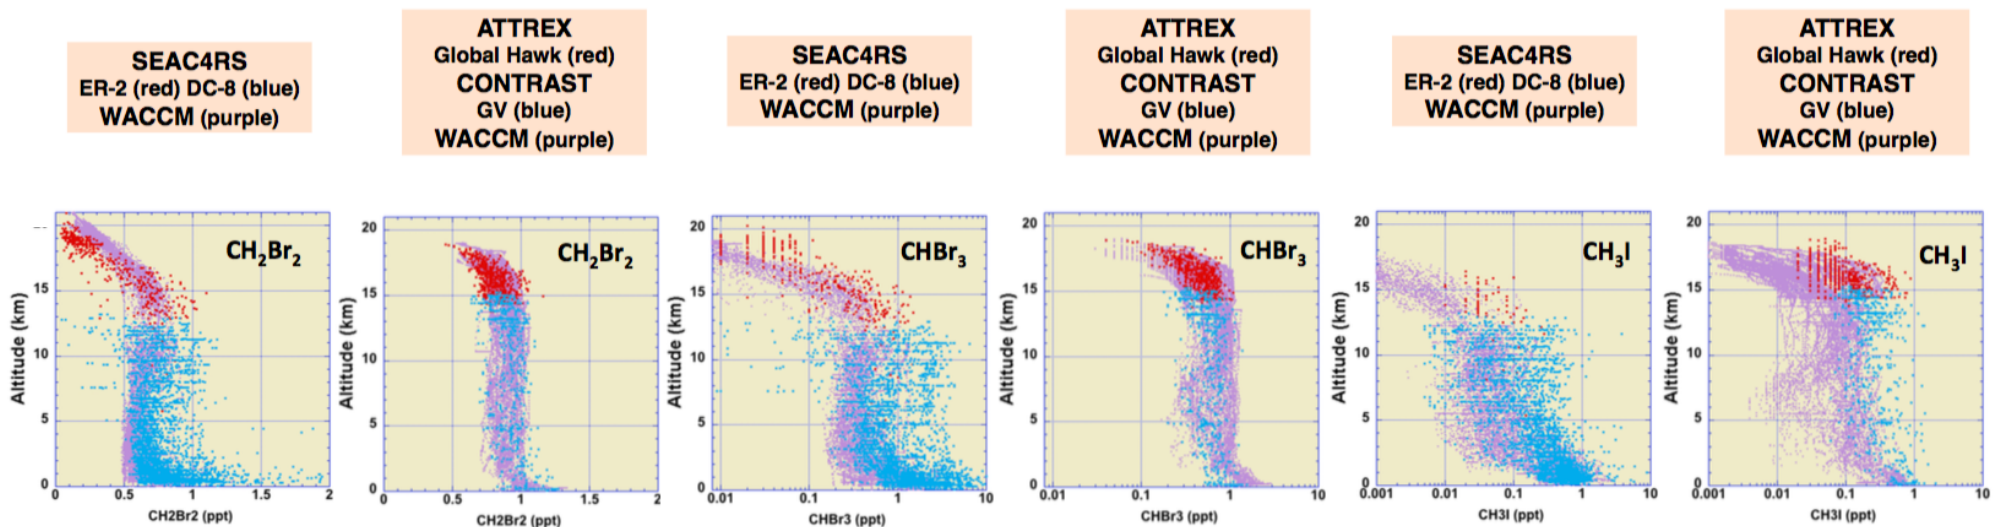 SEAC4RS
ER-2 (red) DC-8 (blue)
WACCM (purple)
ATTREX
Global Hawk (red)
CONTRAST
GV (blue)
WACCM (purple)
SEAC4RS
ER-2 (red) DC-8 (blue)
WACCM (purple)
ATTREX
Global Hawk (red)
CONTRAST
GV (blue)
WACCM (purple)
SEAC4RS
ER-2 (red) DC-8 (blue)
WACCM (purple)
ATTREX
Global Hawk (red)
CONTRAST
GV (blue)
WACCM (purple)
CH₂Br₂
Altitude (km)
15
10
5
0
0 0.5 1 1.5 2
CH2Br2 (ppt)
CH₂Br₂
Altitude (km)
20
15
10
5
0
0 0.5 1 1.5 2
CH2Br2 (ppt)
CHBr₃
Altitude (km)
20
15
10
5
0
0.01 0.1 1 10
CHBr3 (ppt)
CHBr₃
Altitude (km)
20
15
10
5
0
0.01 0.1 1 10
CHBr3 (ppt)
CH₃I
Altitude (km)
20
15
10
5
0
0.001 0.01 0.1 1 10
CH3I (ppt)
CH₃I
Altitude (km)
20
15
10
5
0
0.001 0.01 0.1 1 10
CH3I (ppt)